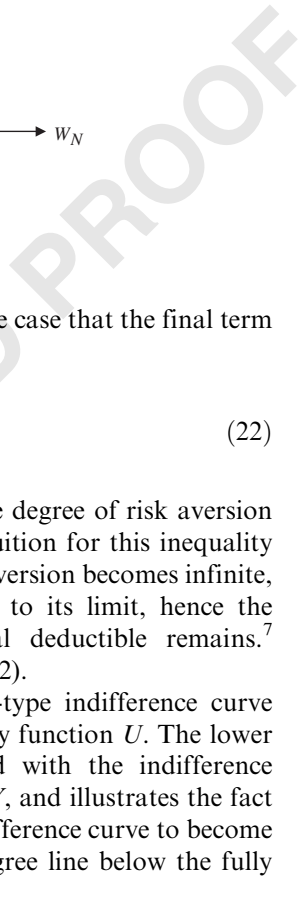 W_N
PROOF
e case that the final term
(22)
e degree of risk aversion
uition for this inequality
version becomes infinite,
to its limit, hence the
l deductible remains.7
2).
-type indifference curve
y function U. The lower
d with the indifference
, and illustrates the fact
fference curve to become
gree line below the fully